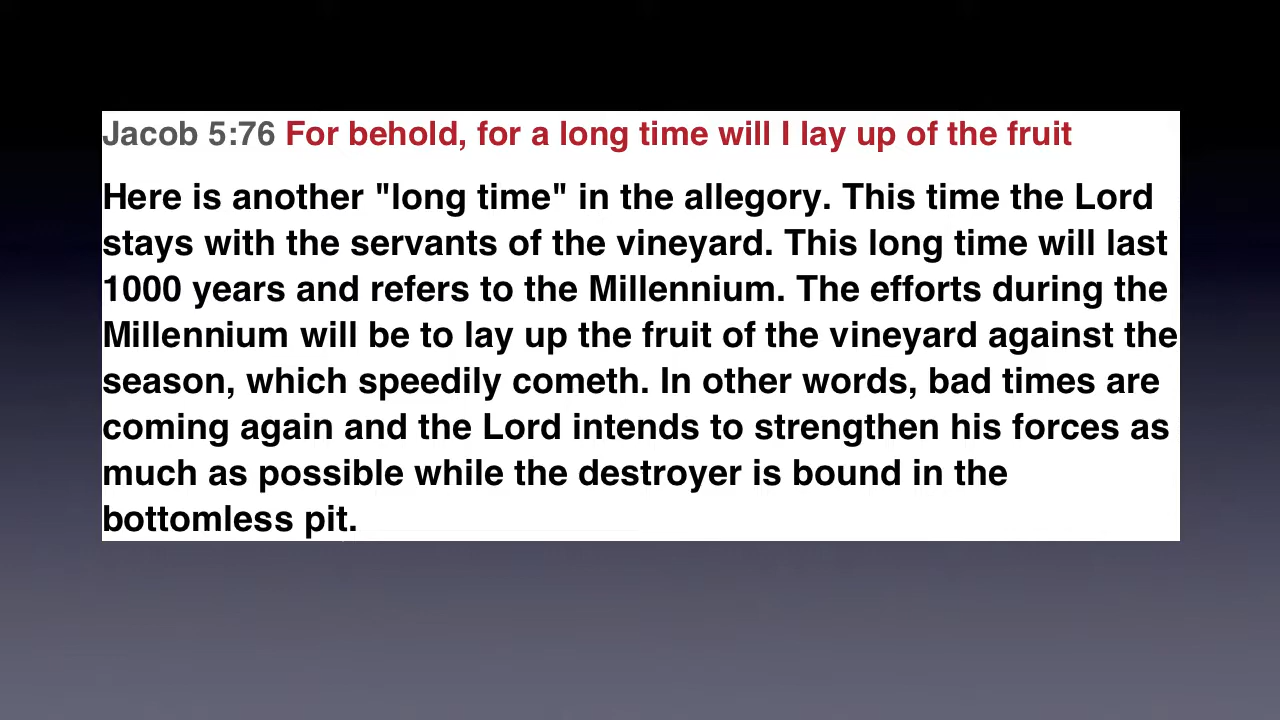 Jacob 5:76 For behold, for a long time will I lay up of the fruit
Here is another "long time" in the allegory. This time the Lord
stays with the servants of the vineyard. This long time will last
1000 years and refers to the Millennium. The efforts during the
Millennium will be to lay up the fruit of the vineyard against the
season, which speedily cometh. In other words, bad times are
coming again and the Lord intends to strengthen his forces as
much as possible while the destroyer is bound in the
bottomless pit.